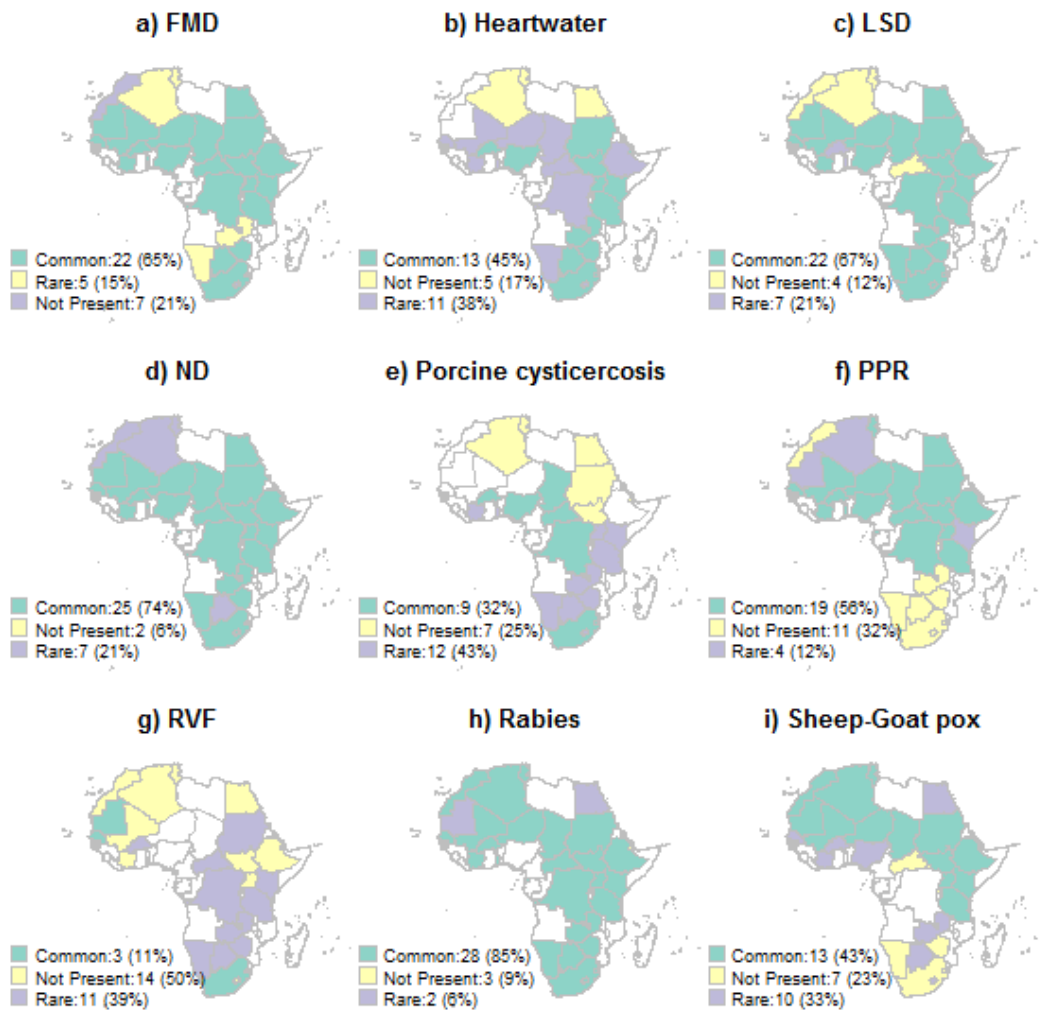 a) FMD
b) Heartwater
c) LSD
Common:22 (65%)
Rare:5 (15%)
Not Present:7 (21%)
Common:13 (45%)
Not Present:5 (17%)
Rare:11 (38%)
Common:22 (67%)
Not Present:4 (12%)
Rare:7 (21%)
d) ND
e) Porcine cysticercosis
f) PPR
Common:25 (74%)
Not Present:2 (6%)
Rare:7 (21%)
Common:9 (32%)
Not Present:7 (25%)
Rare:12 (43%)
Common:19 (56%)
Not Present:11 (32%)
Rare:4 (12%)
g) RVF
h) Rabies
i) Sheep-Goat pox
Common:3 (11%)
Not Present:14 (50%)
Rare:11 (39%)
Common:28 (85%)
Not Present:3 (9%)
Rare:2 (6%)
Common:13 (43%)
Not Present:7 (23%)
Rare:10 (33%)